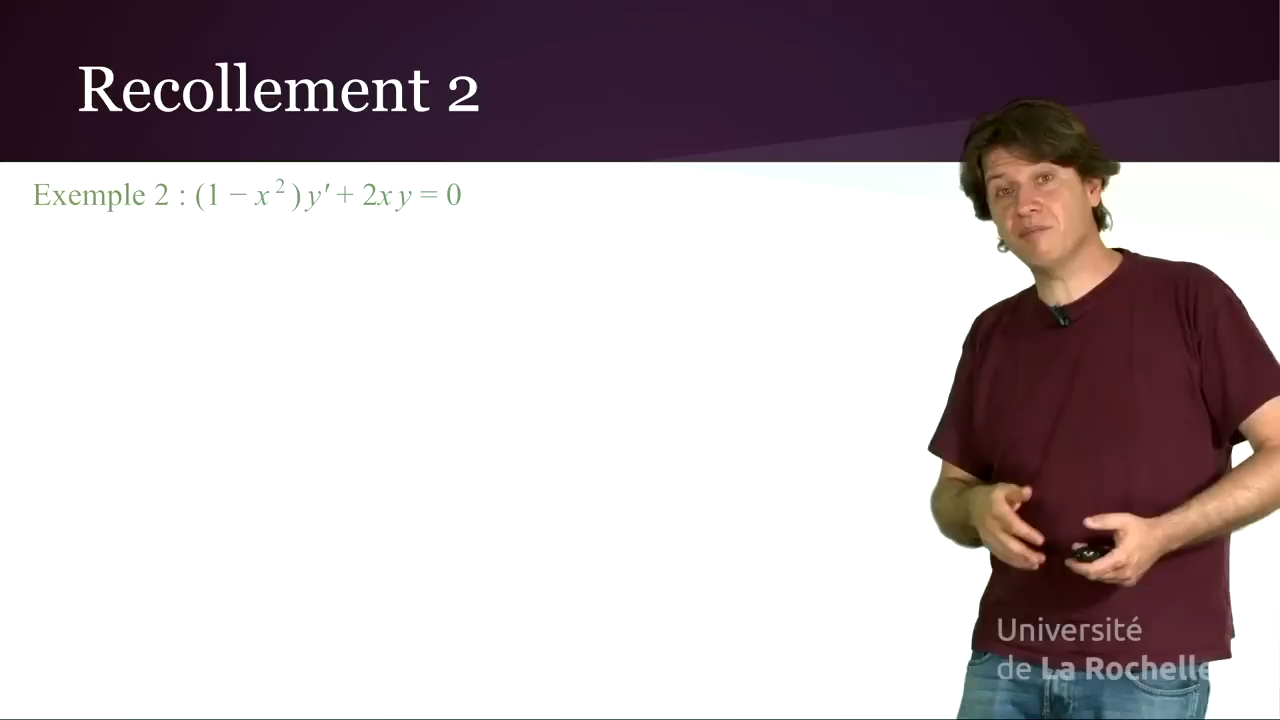 Recollement 2
Exemple 2 : (1 − x²) y′ + 2x y = 0
Université
de La Rochelle